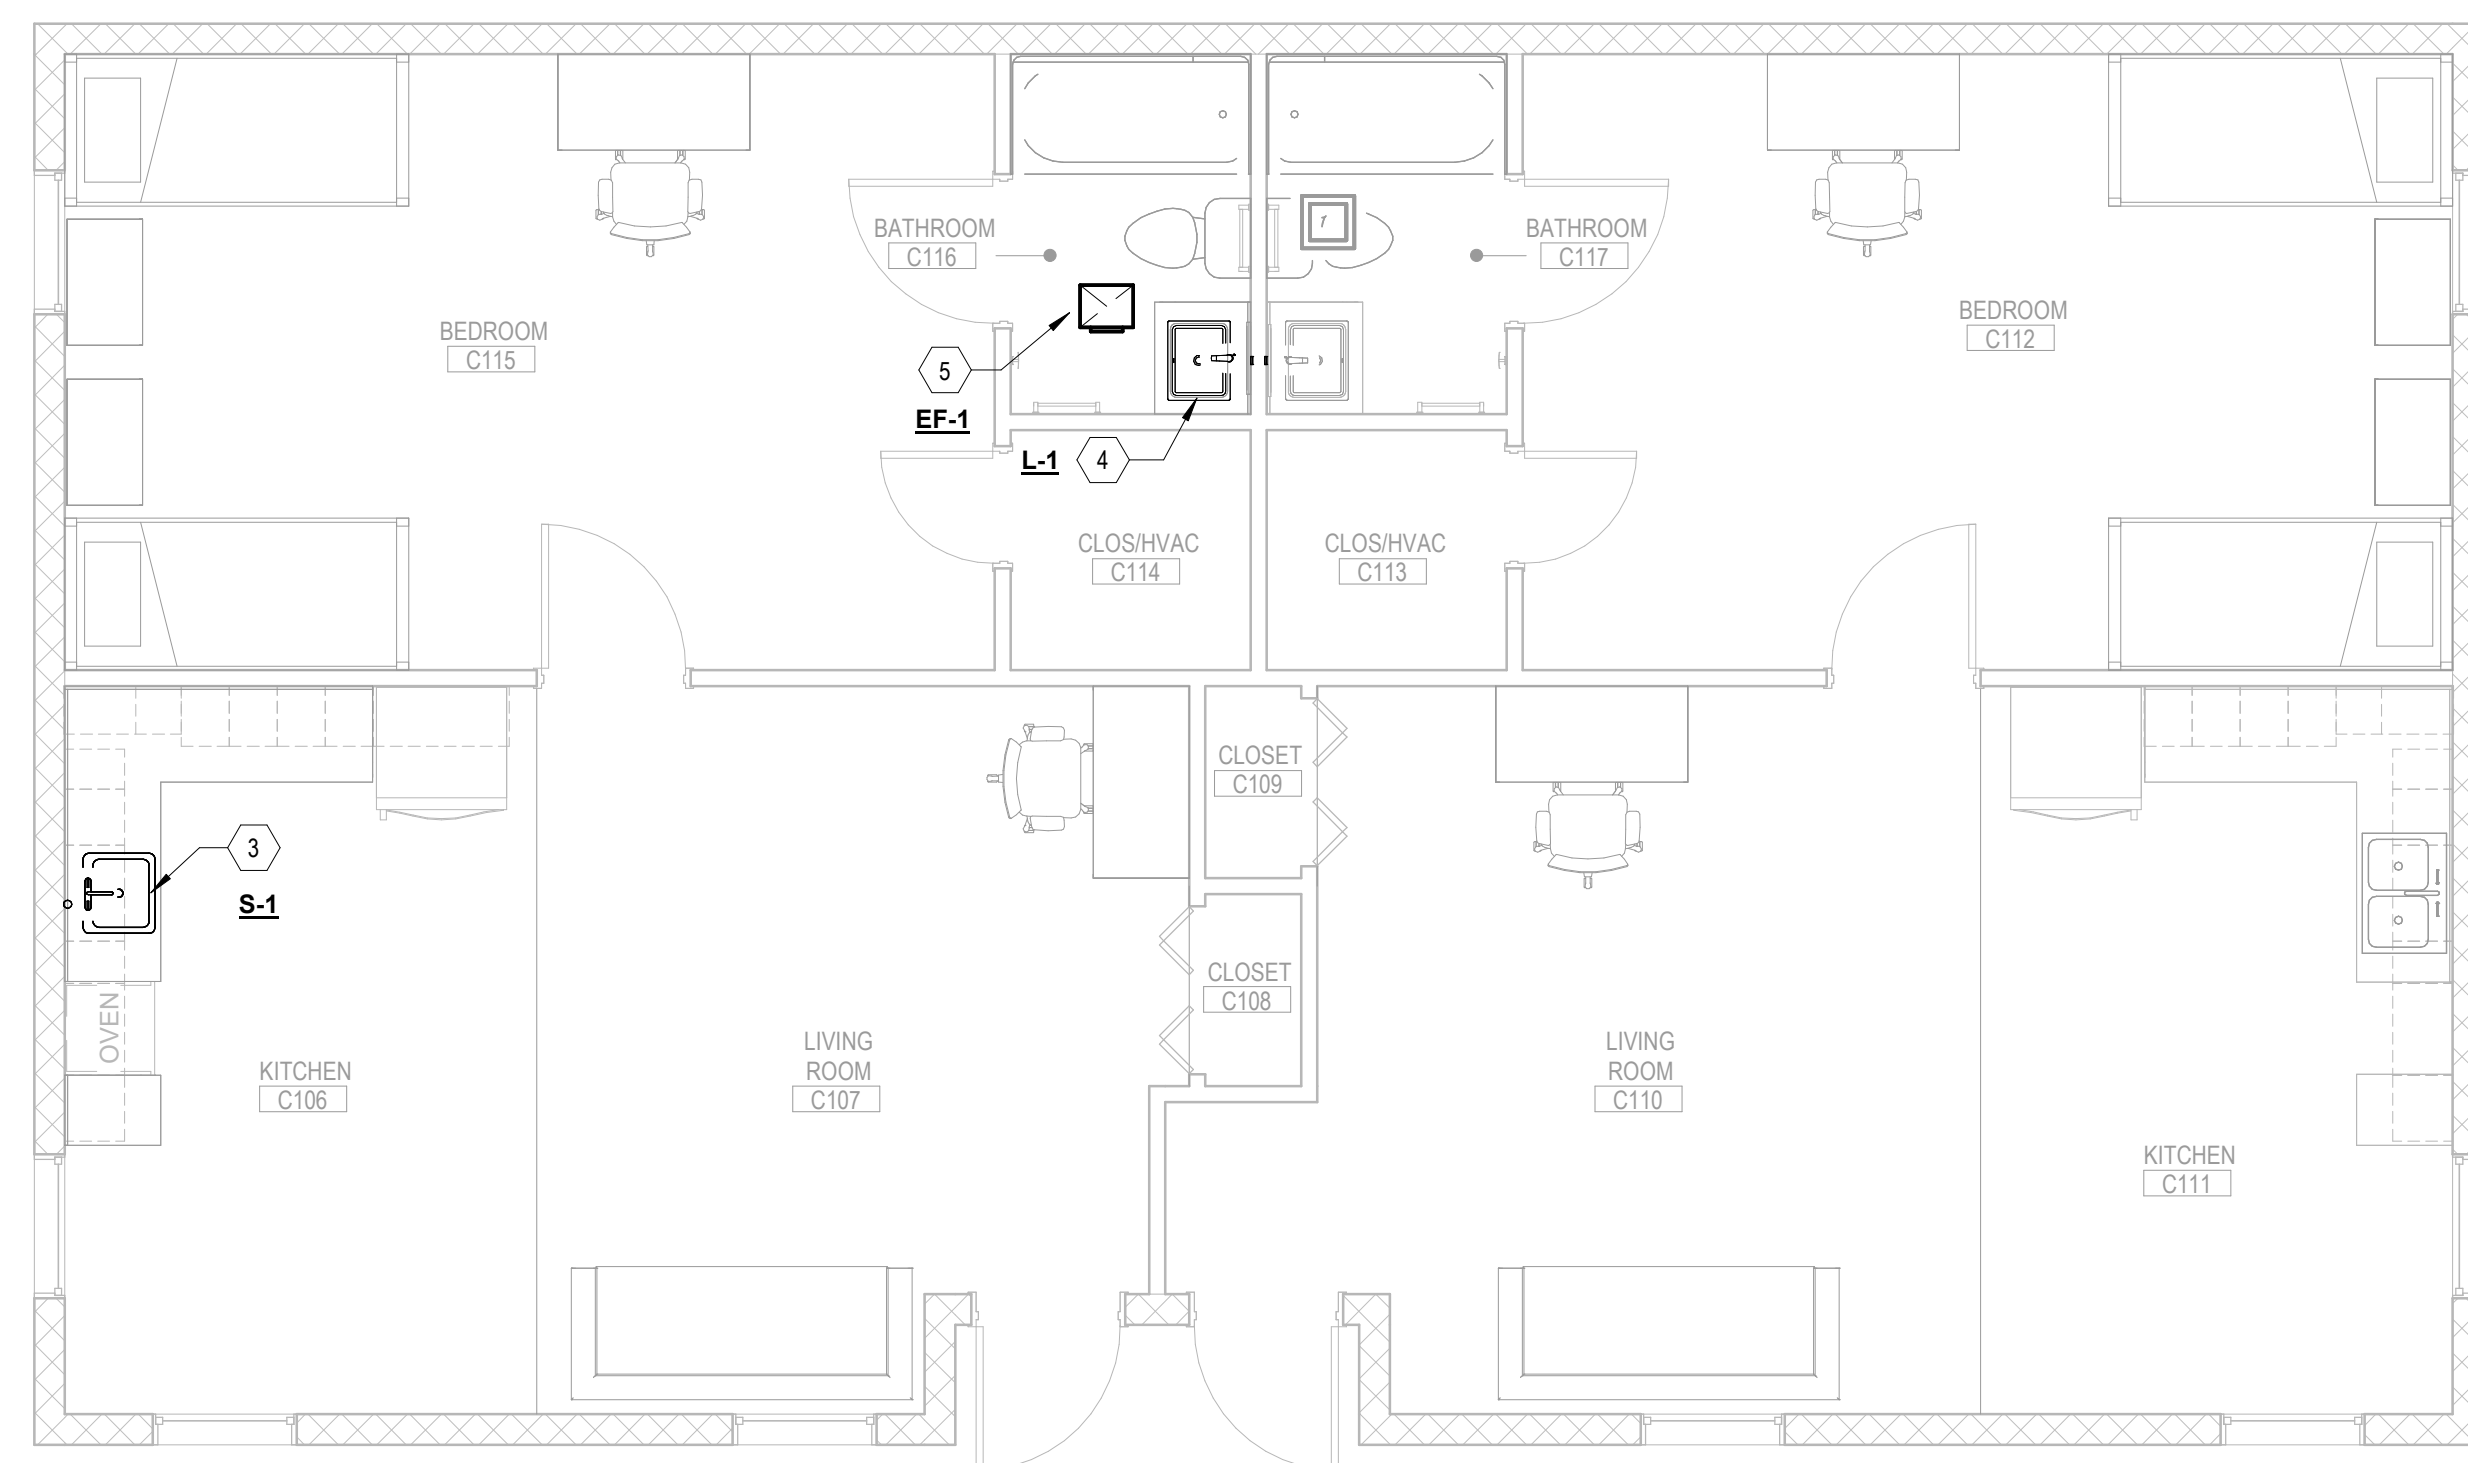 BATHROOM
C116
1
BATHROOM
C117
BEDROOM
C115
5
EF-1
BEDROOM
C112
L-1
4
CLOS/HVAC
C114
CLOS/HVAC
C113
CLOSET
C109
3
S-1
CLOSET
C108
OVEN
KITCHEN
C106
LIVING
ROOM
C107
LIVING
ROOM
C110
KITCHEN
C111